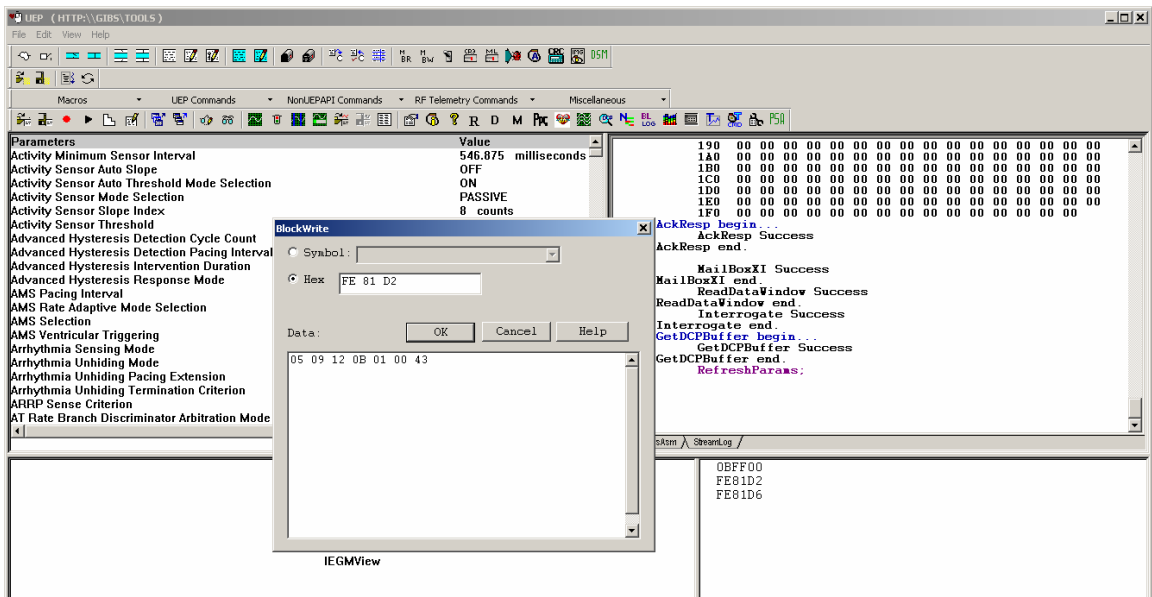 UEP ( HTTP:\\GIBS\TOOLS )
File Edit View Help
DSM
Macros UEP Commands NonUEPAPI Commands RF Telemetry Commands Miscellaneous
R D M PSA
Parameters Value
Activity Minimum Sensor Interval 546.875 milliseconds
Activity Sensor Auto Slope OFF
Activity Sensor Auto Threshold Mode Selection ON
Activity Sensor Mode Selection PASSIVE
Activity Sensor Slope Index 8 counts
Activity Sensor Threshold
Advanced Hysteresis Detection Cycle Count
Advanced Hysteresis Detection Pacing Interval
Advanced Hysteresis Intervention Duration
Advanced Hysteresis Response Mode
AMS Pacing Interval
AMS Rate Adaptive Mode Selection
AMS Selection
AMS Ventricular Triggering
Arrhythmia Sensing Mode
Arrhythmia Unhiding Mode
Arrhythmia Unhiding Pacing Extension
Arrhythmia Unhiding Termination Criterion
ARRP Sense Criterion
AT Rate Branch Discriminator Arbitration Mode
BlockWrite
Symbol:
Hex FE 81 D2
Data: OK Cancel Help
05 09 12 0B 01 00 43
190 00 00 00 00 00 00 00 00 00 00 00 00 00 00 00 00
1A0 00 00 00 00 00 00 00 00 00 00 00 00 00 00 00 00
1B0 00 00 00 00 00 00 00 00 00 00 00 00 00 00 00 00
1C0 00 00 00 00 00 00 00 00 00 00 00 00 00 00 00 00
1D0 00 00 00 00 00 00 00 00 00 00 00 00 00 00 00 00
1E0 00 00 00 00 00 00 00 00 00 00 00 00 00 00 00 00
1F0 00 00 00 00 00 00 00 00 00 00 00 00 00 00 00
AckResp begin...
AckResp Success
AckResp end.
MailBoxXI Success
MailBoxXI end.
ReadDataWindow Success
ReadDataWindow end.
Interrogate Success
Interrogate end.
GetDCPBuffer begin...
GetDCPBuffer Success
GetDCPBuffer end.
RefreshParams;
sAsm StreamLog
0BFF00
FE81D2
FE81D6
IEGMView